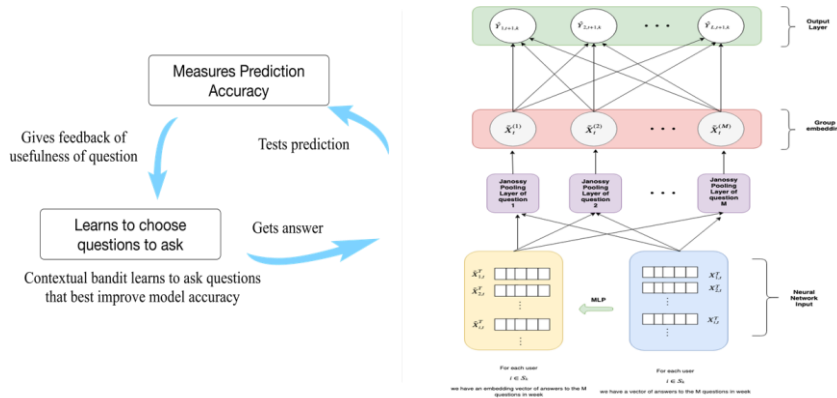 Measures Prediction
Accuracy
Gives feedback of
usefulness of question
Tests prediction
Learns to choose
questions to ask
Gets answer
Contextual bandit learns to ask questions
that best improve model accuracy
Output
Layer
Group
embeddin
Janossy
Pooling
Layer of
question
1
Janossy
Pooling
Layer of
question
2
Janossy
Pooling
Layer of
question
M
MLP
Neural
Network
Input
For each user
i ∈ Sₖ
we have an embedding vector of answers to the M
questions in week
For each user
i ∈ Sₖ
we have a vector of answers to the M questions in week